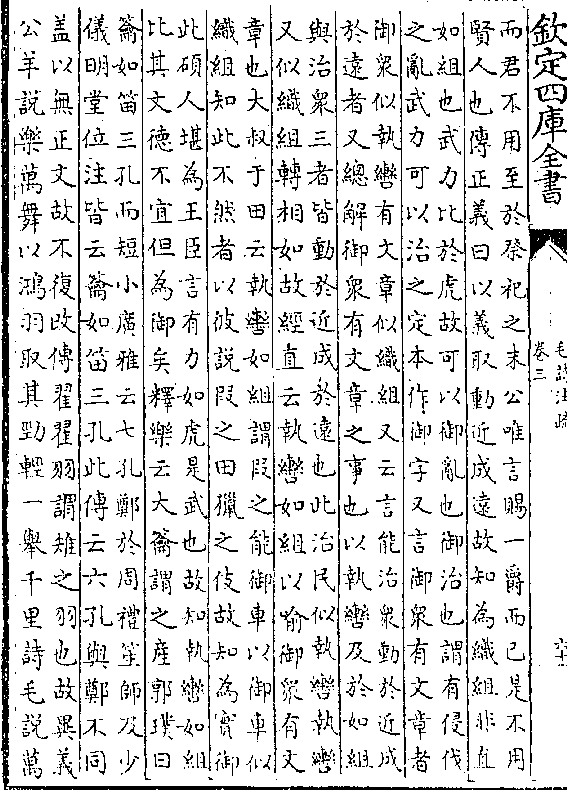 欽定四庫全書
毛詩注疏
卷三
而君不用至於祭祀之末公唯言賜一爵而已是不用
賢人也傳正義曰以義取動近成遠故知為織組非直
如組也武力比於虎故可以御亂也御治也謂有侵伐
之亂武力可以治之定本作御字又言御衆有文章者
御衆似執轡有文章似織組又云言能治衆動於近成
於遠者又總解御衆有文章之事也以執轡及於如組
與治衆三者皆動於近成於遠也此治民似執轡執轡
又似織組轉相如故經直云執轡如組以喻御衆有文
章也大叔于田云執轡如組謂段之能御車以御車似
織組知此不然者以彼說段之田獵之伎故知為實御
此碩人堪為王臣言有力如虎是武也故知執轡如組
比其文德不宜但為御矣釋樂云大籥謂之産郭璞曰
籥如笛三孔而短小廣雅云七孔鄭於周禮笙師及少
儀明堂位注皆云籥如笛三孔此傳云六孔與鄭不同
盖以無正文故不復改傳翟翟羽謂雉之羽也故異義
公羊說樂萬舞以鴻羽取其勁輕一舉千里詩毛說萬